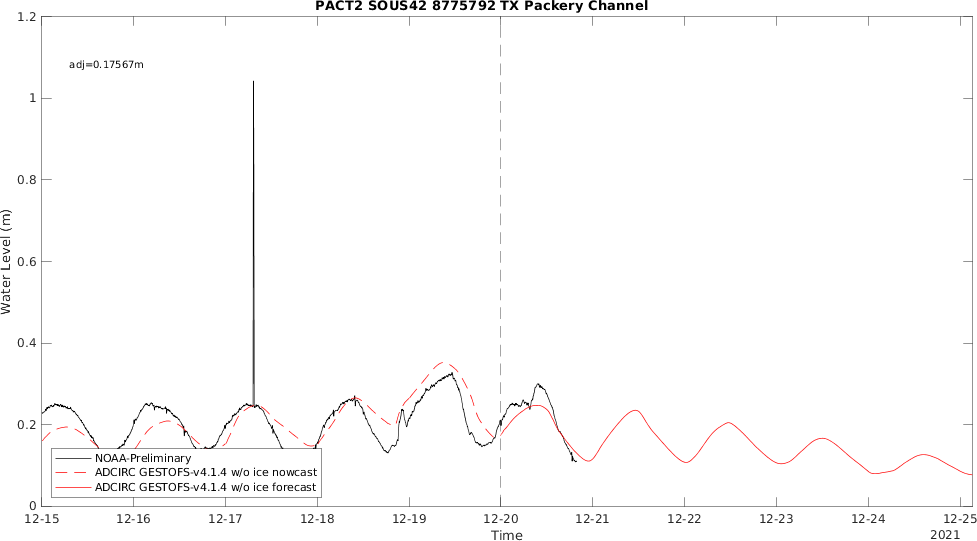 PACT2 SOUS42 8775792 TX Packery Channel
adj=0.17567m
1.2
1
0.8
0.6
0.4
0.2
0
Water Level (m)
NOAA-Preliminary
ADCIRC GESTOFS-v4.1.4 w/o ice nowcast
ADCIRC GESTOFS-v4.1.4 w/o ice forecast
12-15 12-16 12-17 12-18 12-19 12-20 12-21 12-22 12-23 12-24 12-25
Time
2021